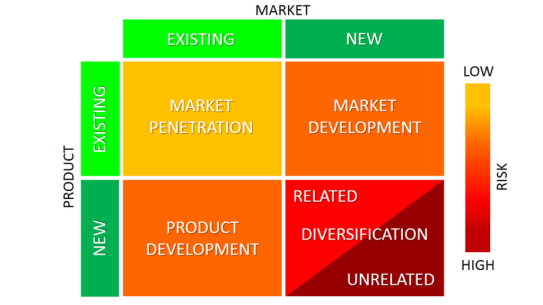 MARKET
EXISTING
NEW
LOW
EXISTING
MARKET
PENETRATION
MARKET
DEVELOPMENT
PRODUCT
RISK
NEW
PRODUCT
DEVELOPMENT
RELATED
DIVERSIFICATION
UNRELATED
HIGH